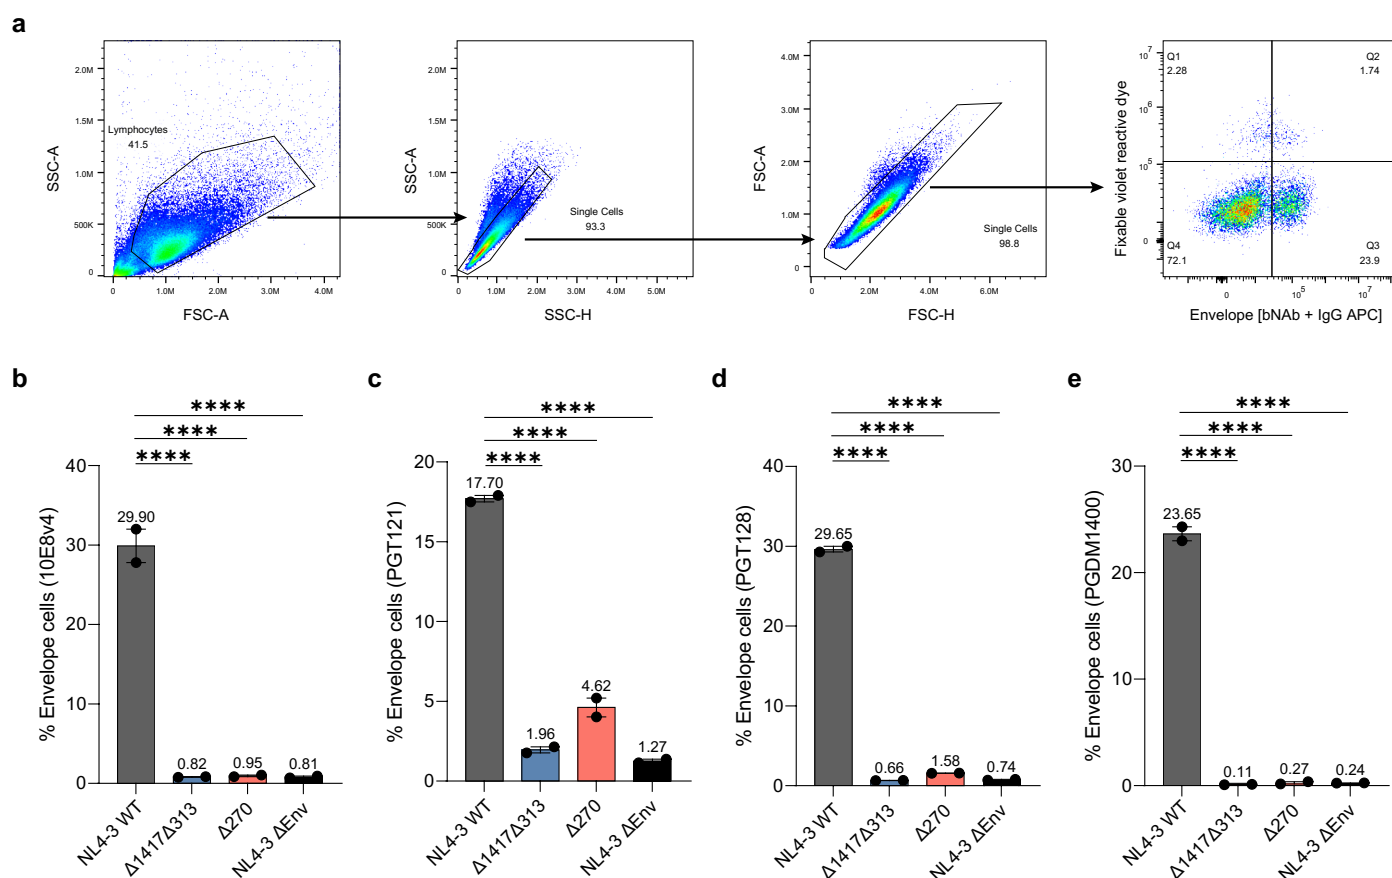 a
2.0M
1.5M
1.0M
500K
0
SSC-A
Lymphocytes
41.5
0
1.0M
2.0M
3.0M
4.0M
FSC-A
2.0M
1.5M
1.0M
500K
0
SSC-A
Single Cells
93.3
0
1.0M
2.0M
3.0M
4.0M
5.0M
SSC-H
4.0M
3.0M
2.0M
1.0M
0
FSC-A
Single Cells
98.8
0
2.0M
4.0M
6.0M
FSC-H
Fixable violet reactive dye
10⁷
10⁶
10⁵
0
Q1
2.28
Q2
1.74
Q4
72.1
Q3
23.9
0
10⁵
10⁷
Envelope [bNAb + IgG APC]
b
****
****
****
% Envelope cells (10E8v4)
40
30
20
10
0
29.90
0.82
0.95
0.81
NL4-3 WT
Δ1417Δ313
Δ270
NL4-3 ΔEnv
c
****
****
****
% Envelope cells (PGT121)
20
15
10
5
0
17.70
1.96
4.62
1.27
NL4-3 WT
Δ1417Δ313
Δ270
NL4-3 ΔEnv
d
****
****
****
% Envelope cells (PGT128)
40
30
20
10
0
29.65
0.66
1.58
0.74
NL4-3 WT
Δ1417Δ313
Δ270
NL4-3 ΔEnv
e
****
****
****
% Envelope cells (PGDM1400)
30
20
10
0
23.65
0.11
0.27
0.24
NL4-3 WT
Δ1417Δ313
Δ270
NL4-3 ΔEnv